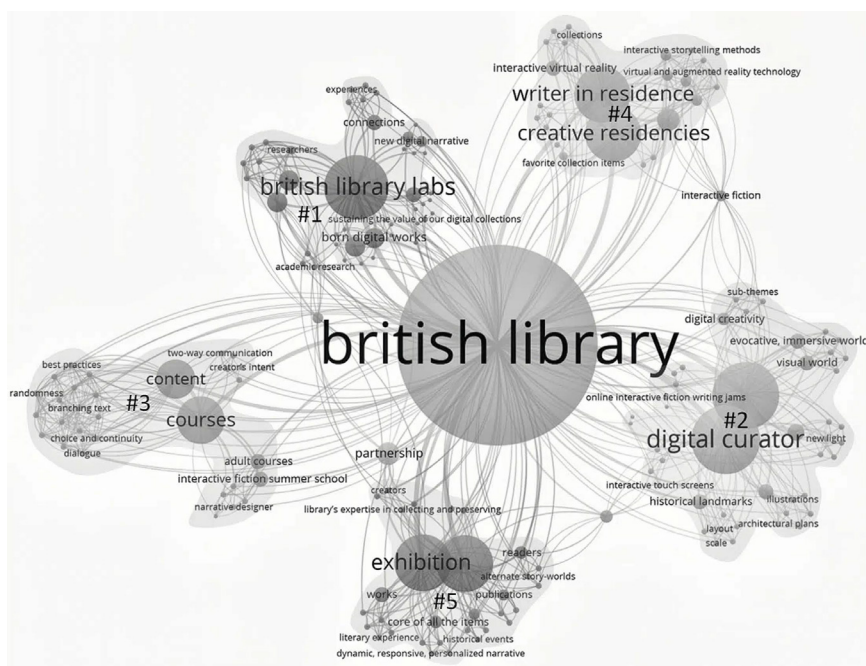 collections
interactive storytelling methods
interactive virtual reality
virtual and augmented reality technology
writer in residence
#4
creative residencies
favorite collection items
interactive fiction
experiences
connections
new digital narrative
researchers
british library labs
#1
sustaining the value of our digital collections
born digital works
academic research
british library
sub-themes
digital creativity
evocative, immersive world
visual world
online interactive fiction writing jams
#2
digital curator
new light
interactive touch screens
historical landmarks
illustrations
layout
architectural plans
scale
two-way communication
best practices
creator's intent
content
randomness
branching text
#3
courses
choice and continuity
dialogue
adult courses
interactive fiction summer school
narrative designer
partnership
creators
library's expertise in collecting and preserving
exhibition
readers
alternate story-worlds
works
#5
publications
core of all the items
literary experience
historical events
dynamic, responsive, personalized narrative